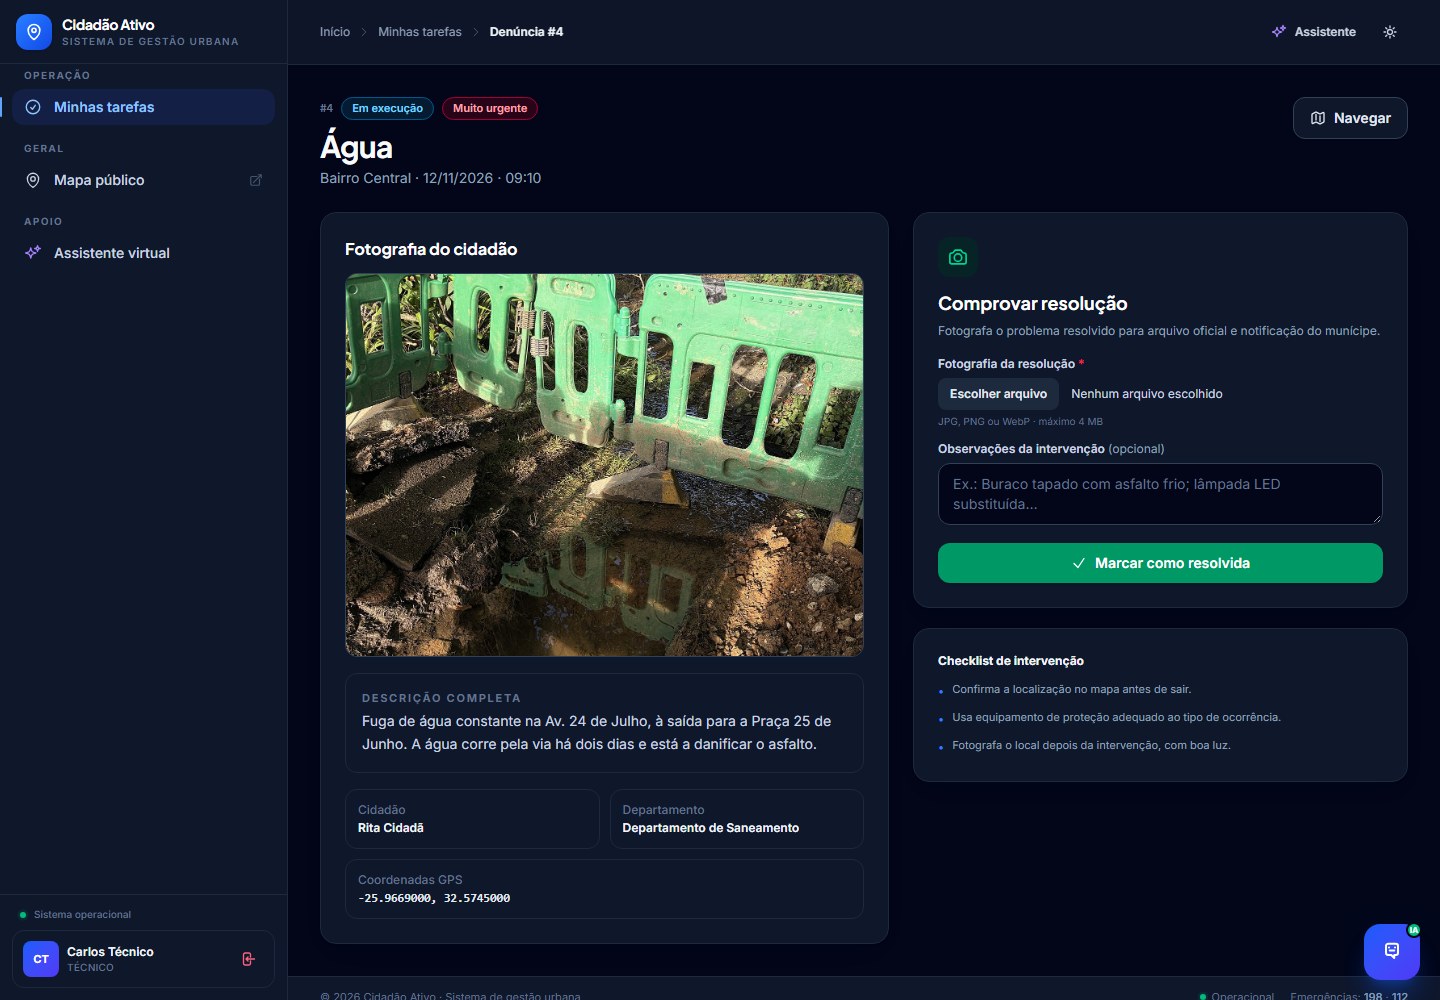 Cidadão Ativo
SISTEMA DE GESTÃO URBANA
OPERAÇÃO
Minhas tarefas
GERAL
Mapa público
APOIO
Assistente virtual
Sistema operacional
CT
Carlos Técnico
TÉCNICO
Início
Minhas tarefas
Denúncia #4
Assistente
#4
Em execução
Muito urgente
Água
Bairro Central · 12/11/2026 · 09:10
Navegar
Fotografia do cidadão
DESCRIÇÃO COMPLETA
Fuga de água constante na Av. 24 de Julho, à saída para a Praça 25 de
Junho. A água corre pela via há dois dias e está a danificar o asfalto.
Cidadão
Rita Cidadã
Departamento
Departamento de Saneamento
Coordenadas GPS
-25.9669000, 32.5745000
Comprovar resolução
Fotografa o problema resolvido para arquivo oficial e notificação do munícipe.
Fotografia da resolução *
Escolher arquivo
Nenhum arquivo escolhido
JPG, PNG ou WebP · máximo 4 MB
Observações da intervenção (opcional)
Ex.: Buraco tapado com asfalto frio; lâmpada LED
substituída...
Marcar como resolvida
Checklist de intervenção
Confirma a localização no mapa antes de sair.
Usa equipamento de proteção adequado ao tipo de ocorrência.
Fotografa o local depois da intervenção, com boa luz.
IA
© 2026 Cidadão Ativo · Sistema de gestão urbana
Operacional
Emergências: 198 · 112